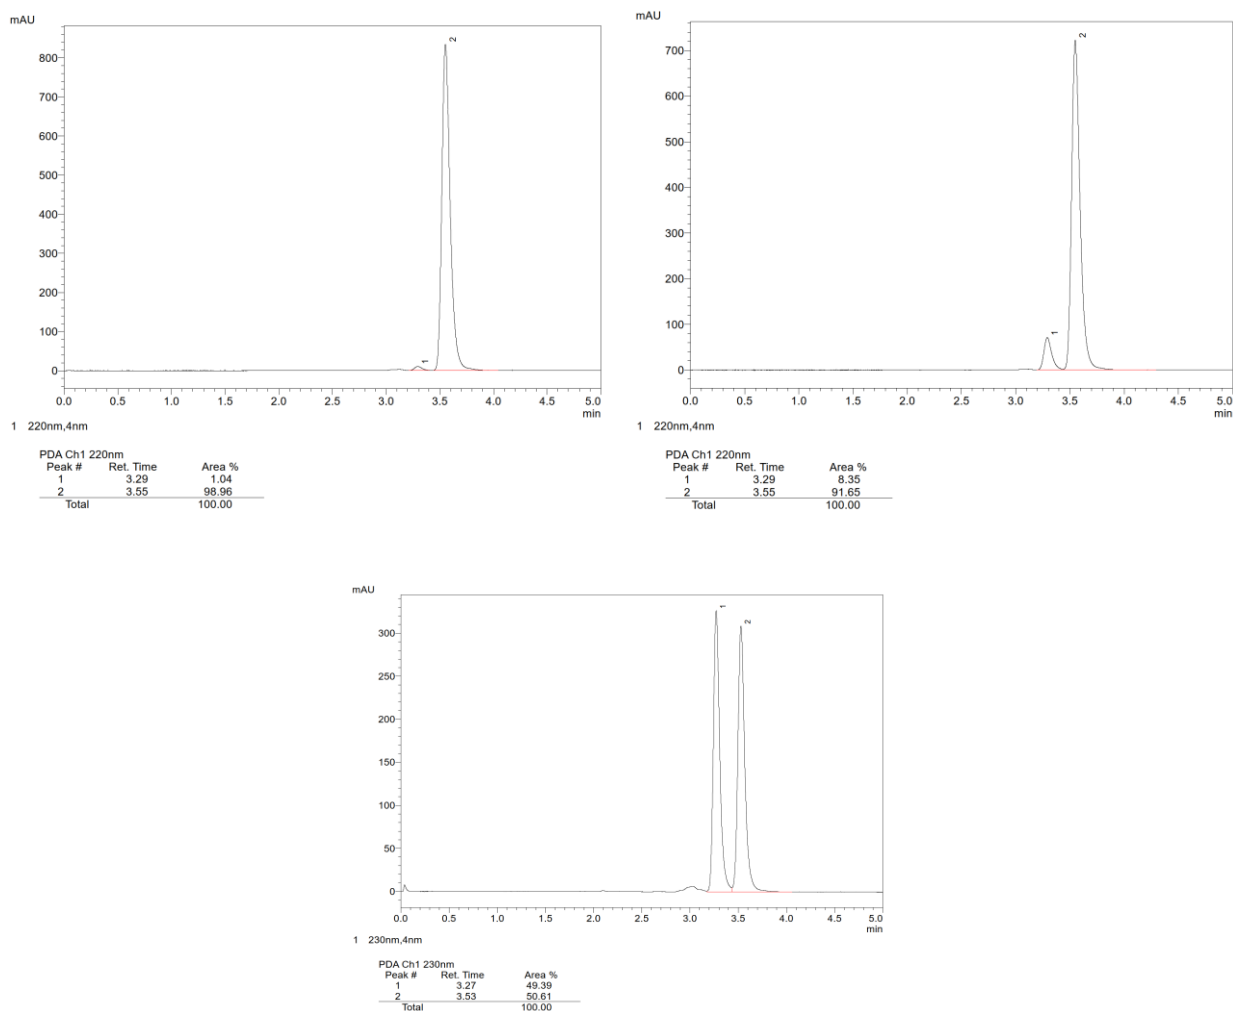 mAU
2
800
700
600
500
400
300
200
100
0
1
0.0 0.5 1.0 1.5 2.0 2.5 3.0 3.5 4.0 4.5 5.0
min
1 220nm,4nm
PDA Ch1 220nm
Peak # Ret. Time Area %
1 3.29 1.04
2 3.55 98.96
Total 100.00
mAU
2
700
600
500
400
300
200
100
0
1
0.0 0.5 1.0 1.5 2.0 2.5 3.0 3.5 4.0 4.5 5.0
min
1 220nm,4nm
PDA Ch1 220nm
Peak # Ret. Time Area %
1 3.29 8.35
2 3.55 91.65
Total 100.00
mAU
1
2
300
250
200
150
100
50
0
0.0 0.5 1.0 1.5 2.0 2.5 3.0 3.5 4.0 4.5 5.0
min
1 230nm,4nm
PDA Ch1 230nm
Peak # Ret. Time Area %
1 3.27 49.39
2 3.53 50.61
Total 100.00